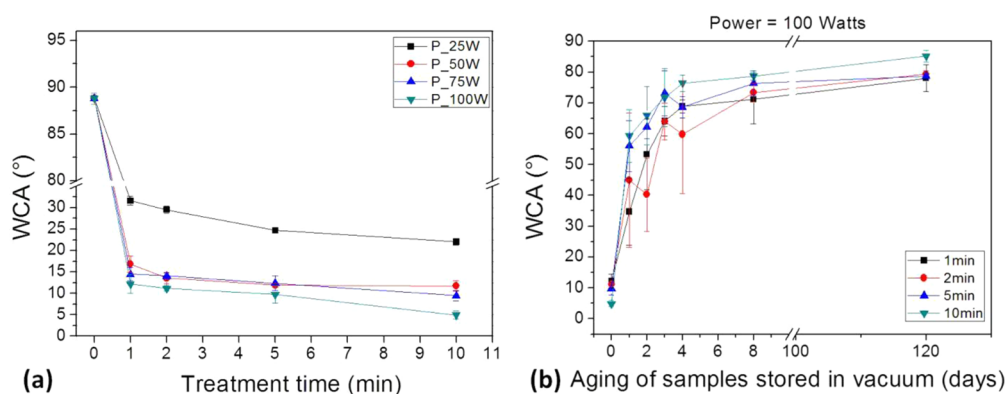 P_25W
P_50W
P_75W
P_100W
90
85
90
85
30
25
20
15
10
5
0
WCA (°)
0 1 2 3 4 5 6 7 8 9 10 11
Treatment time (min)
(a)
Power = 100 Watts
90
80
70
60
50
40
30
20
10
0
WCA (°)
1min
2min
5min
10min
0 2 4 6 8 100 120
Aging of samples stored in vacuum (days)
(b)